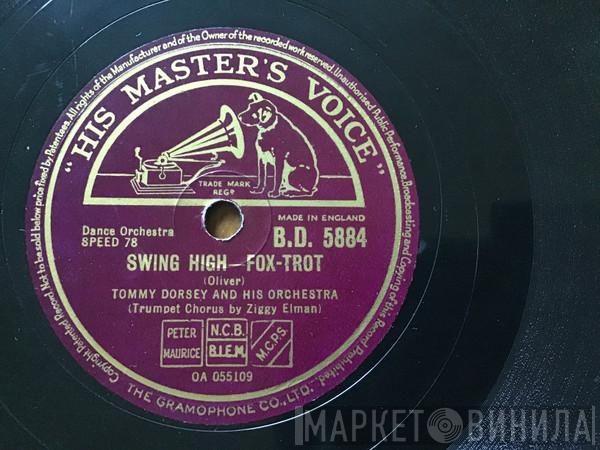 All rights of the Manufacturer and of the Owner of the recorded work reserved. Unauthorised Public Performance, Broadcasting and Copying of this Record Prohibited.
Copyright Patented Record. Not to be sold below price fixed by Patentees.
"HIS MASTER'S VOICE"
TRADE MARK
REGD
MADE IN ENGLAND
Dance Orchestra
B.D. 5884
SPEED 78
SWING HIGH—FOX-TROT
(Oliver)
TOMMY DORSEY AND HIS ORCHESTRA
(Trumpet Chorus by Ziggy Elman)
PETER
MAURICE
N.C.B.
B.I.E.M.
M.C.P.S.
OA 055109
THE GRAMOPHONE CO., LTD.
МАРКЕТ ВИНИЛА